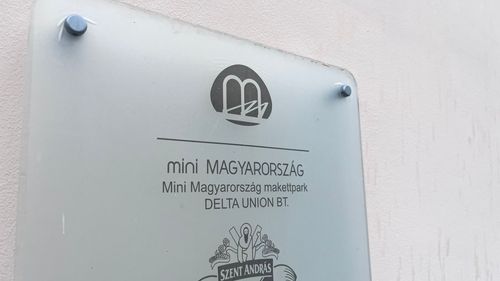 mini MAGYARORSZÁG
Mini Magyarország makettpark
DELTA UNION BT.
SZENT ANDRÁS